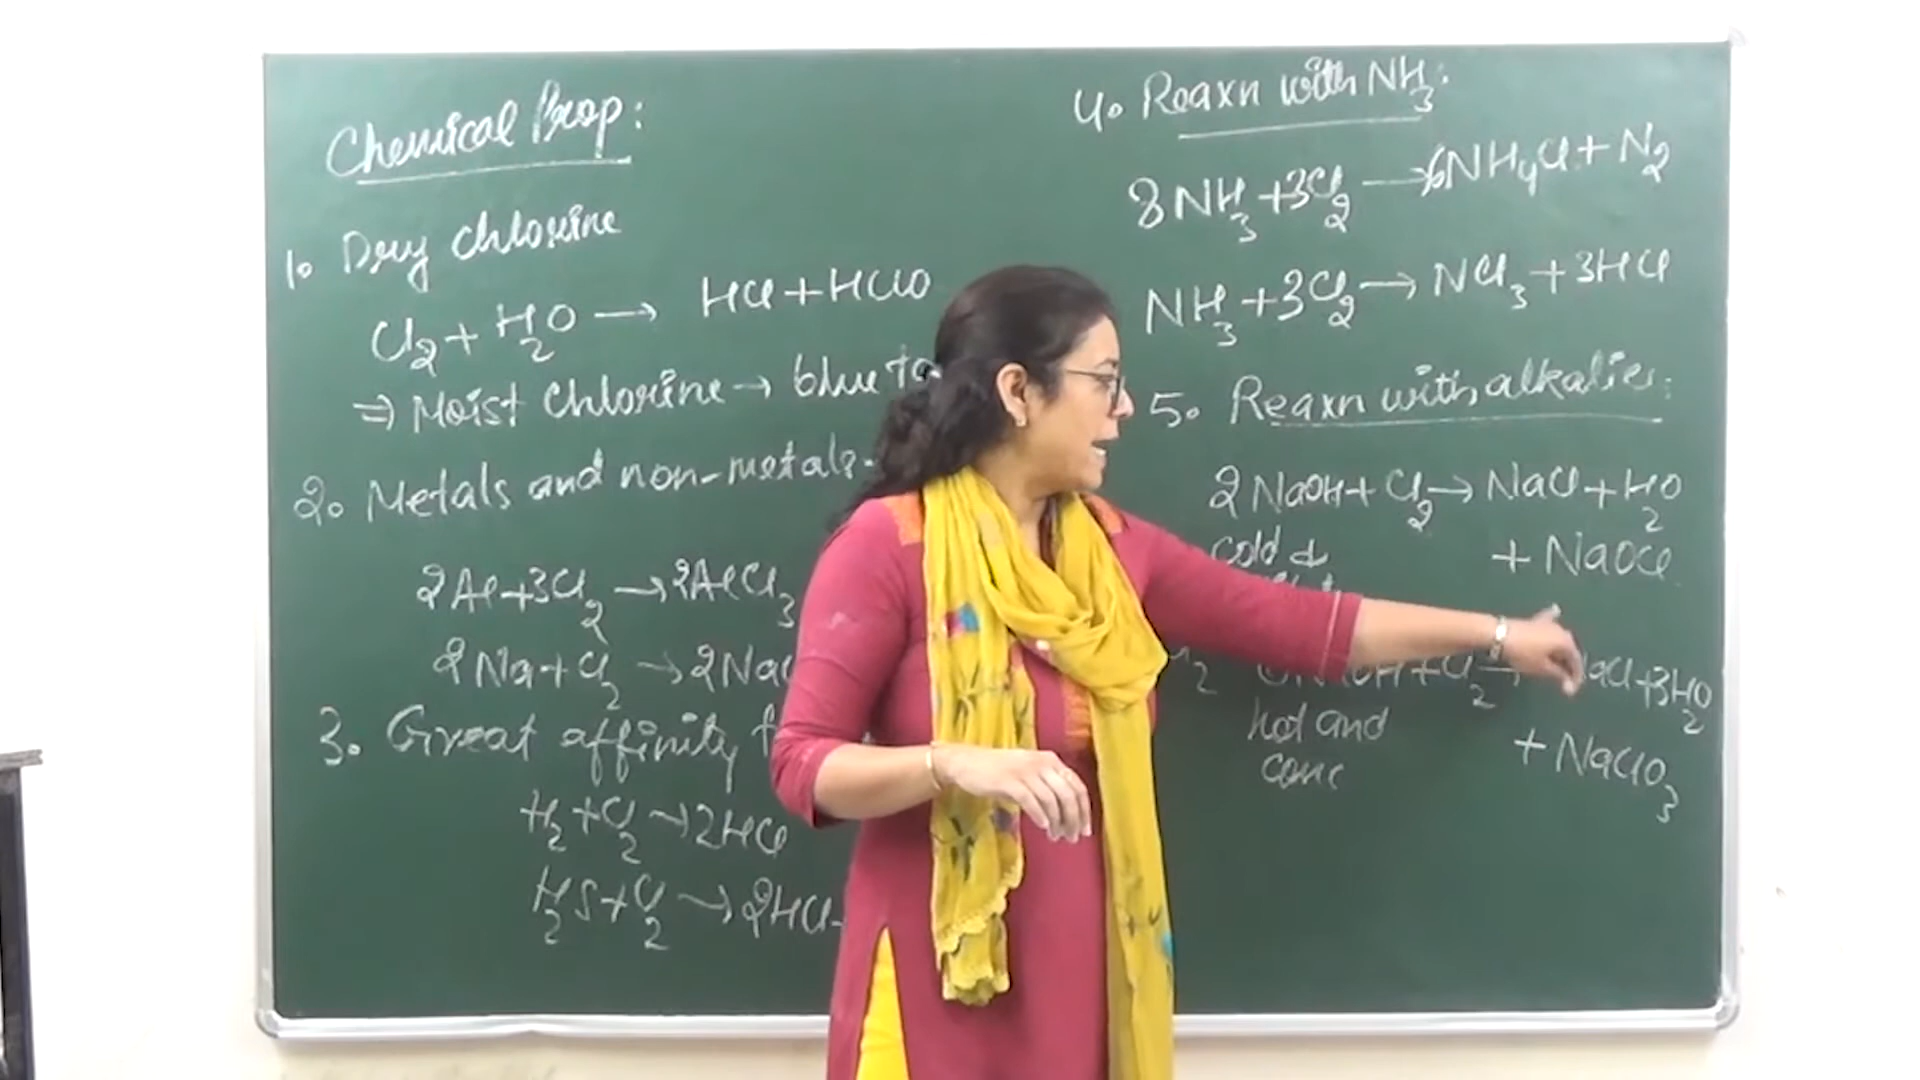 Chemical Prop:
1. Dry chlorine
Cl₂ + H₂O → HCl + HClO
⇒ Moist Chlorine → blue to
2. Metals and non-metals-
2Al + 3Cl₂ → 2AlCl₃
2Na + Cl₂ → 2NaC
3. Great affinity f
H₂ + Cl₂ → 2HCl
H₂S + Cl₂ → 2HCl +
4. Reaxn with NH₃:
8NH₃ + 3Cl₂ → 6NH₄Cl + N₂
NH₃ + 3Cl₂ → NCl₃ + 3HCl
5. Reaxn with alkalies:
2NaOH + Cl₂ → NaCl + H₂O
cold & + NaOCl
OH + Cl₂ → NaCl + 3H₂O
hot and + NaClO₃
conc